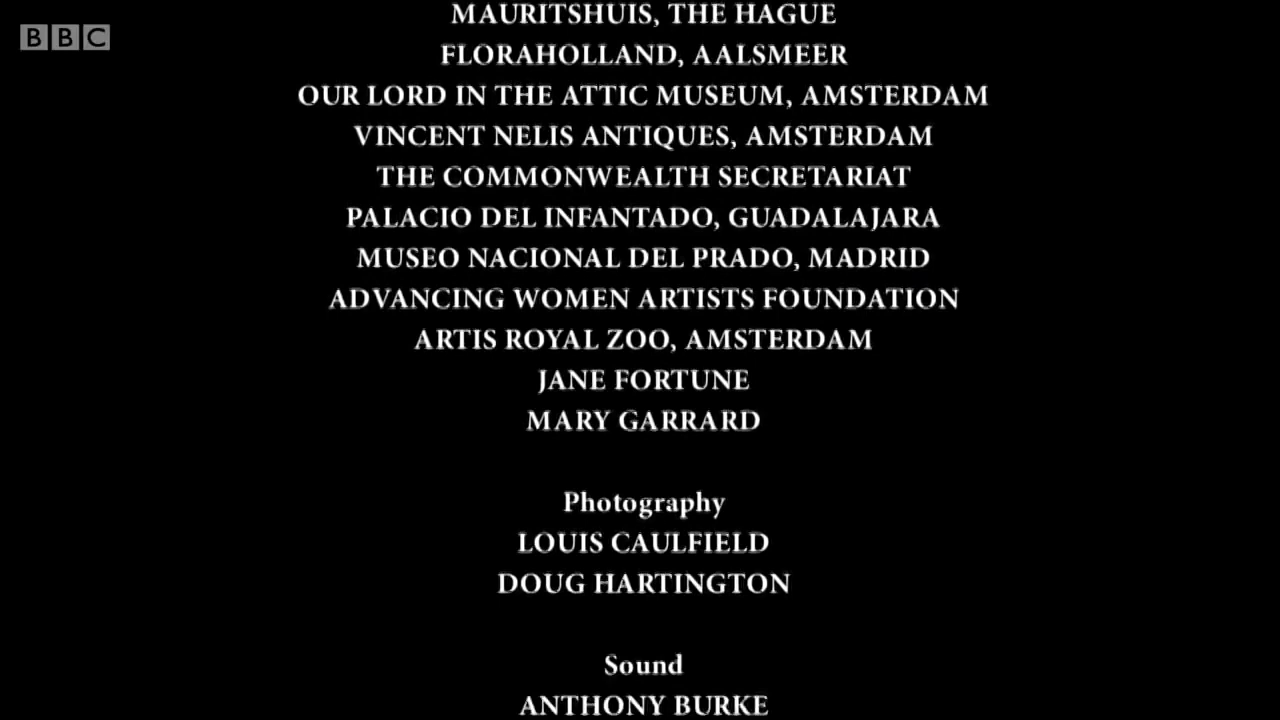 BBC
MAURITSHUIS, THE HAGUE
FLORAHOLLAND, AALSMEER
OUR LORD IN THE ATTIC MUSEUM, AMSTERDAM
VINCENT NELIS ANTIQUES, AMSTERDAM
THE COMMONWEALTH SECRETARIAT
PALACIO DEL INFANTADO, GUADALAJARA
MUSEO NACIONAL DEL PRADO, MADRID
ADVANCING WOMEN ARTISTS FOUNDATION
ARTIS ROYAL ZOO, AMSTERDAM
JANE FORTUNE
MARY GARRARD
Photography
LOUIS CAULFIELD
DOUG HARTINGTON
Sound
ANTHONY BURKE